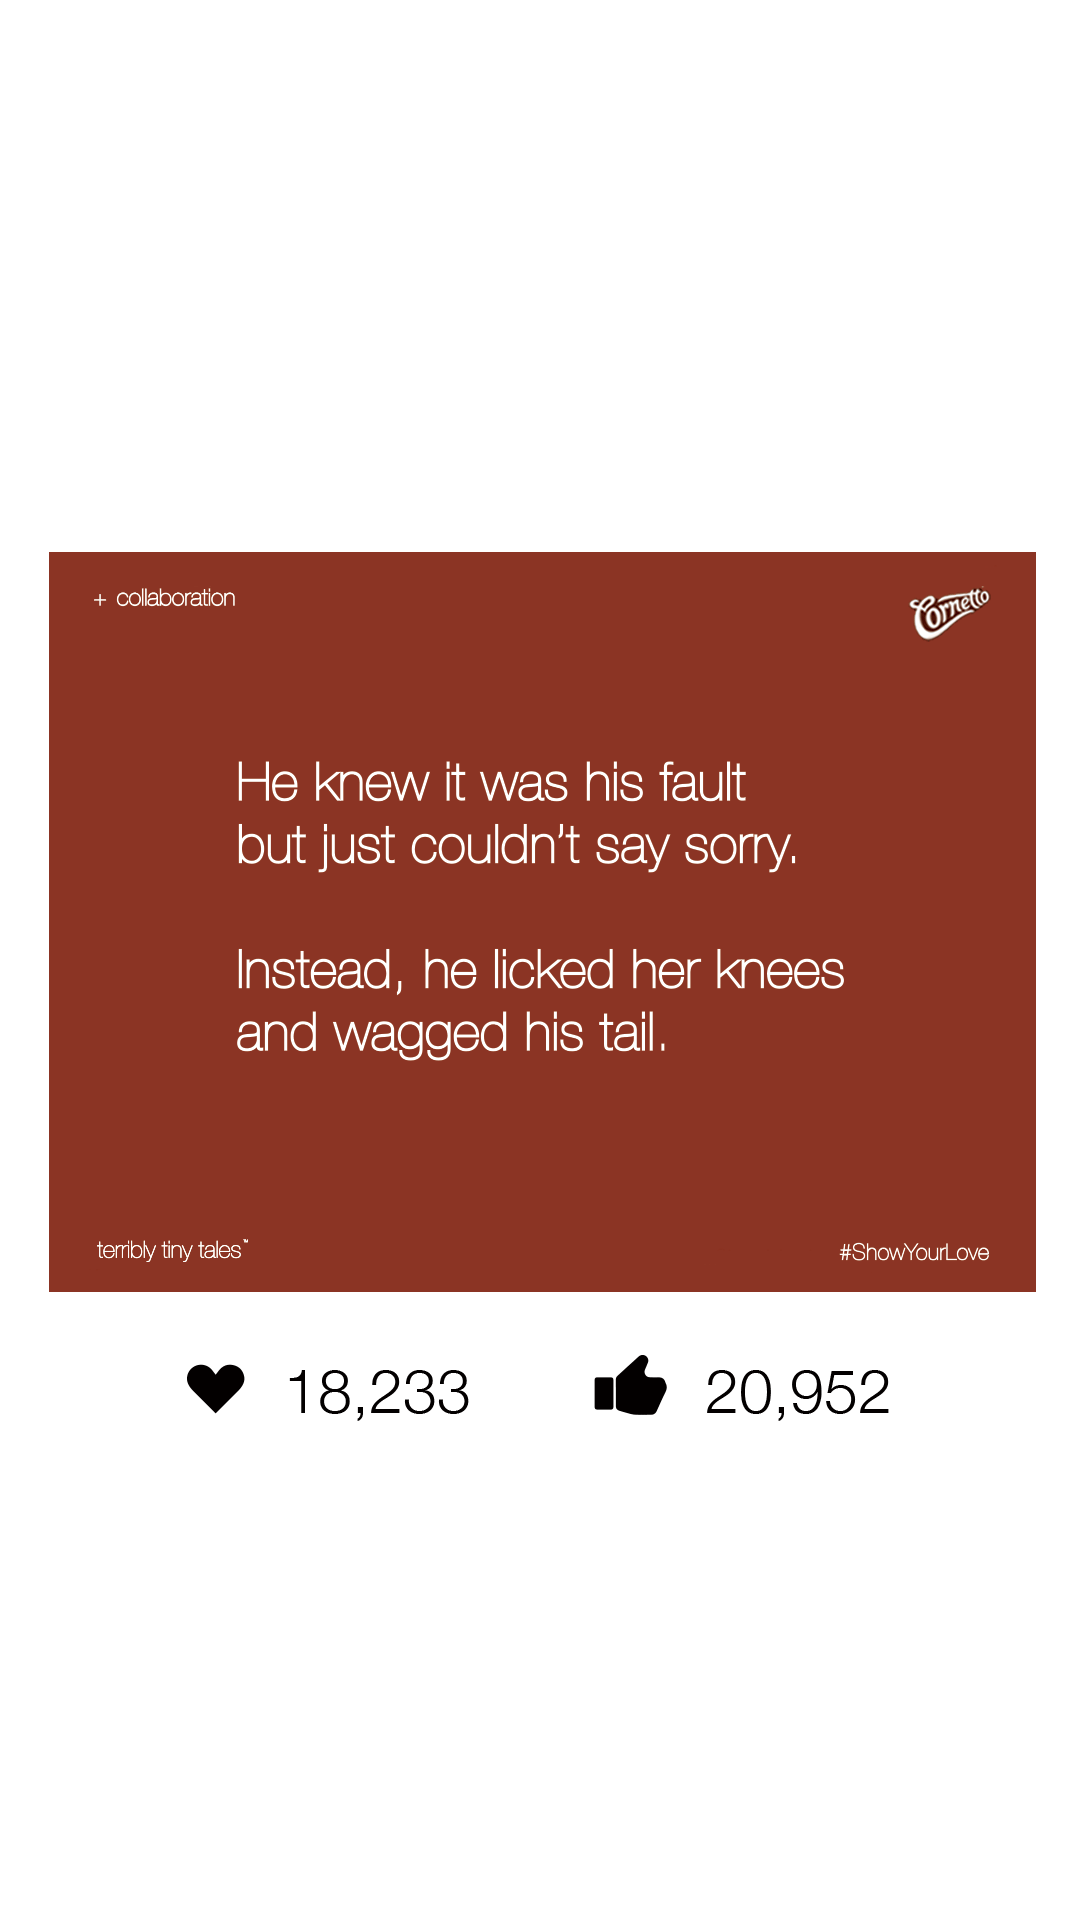 + collaboration
Cornetto
He knew it was his fault
but just couldn’t say sorry.
Instead, he licked her knees
and wagged his tail.
terribly tiny tales™
#ShowYourLove
18,233
20,952